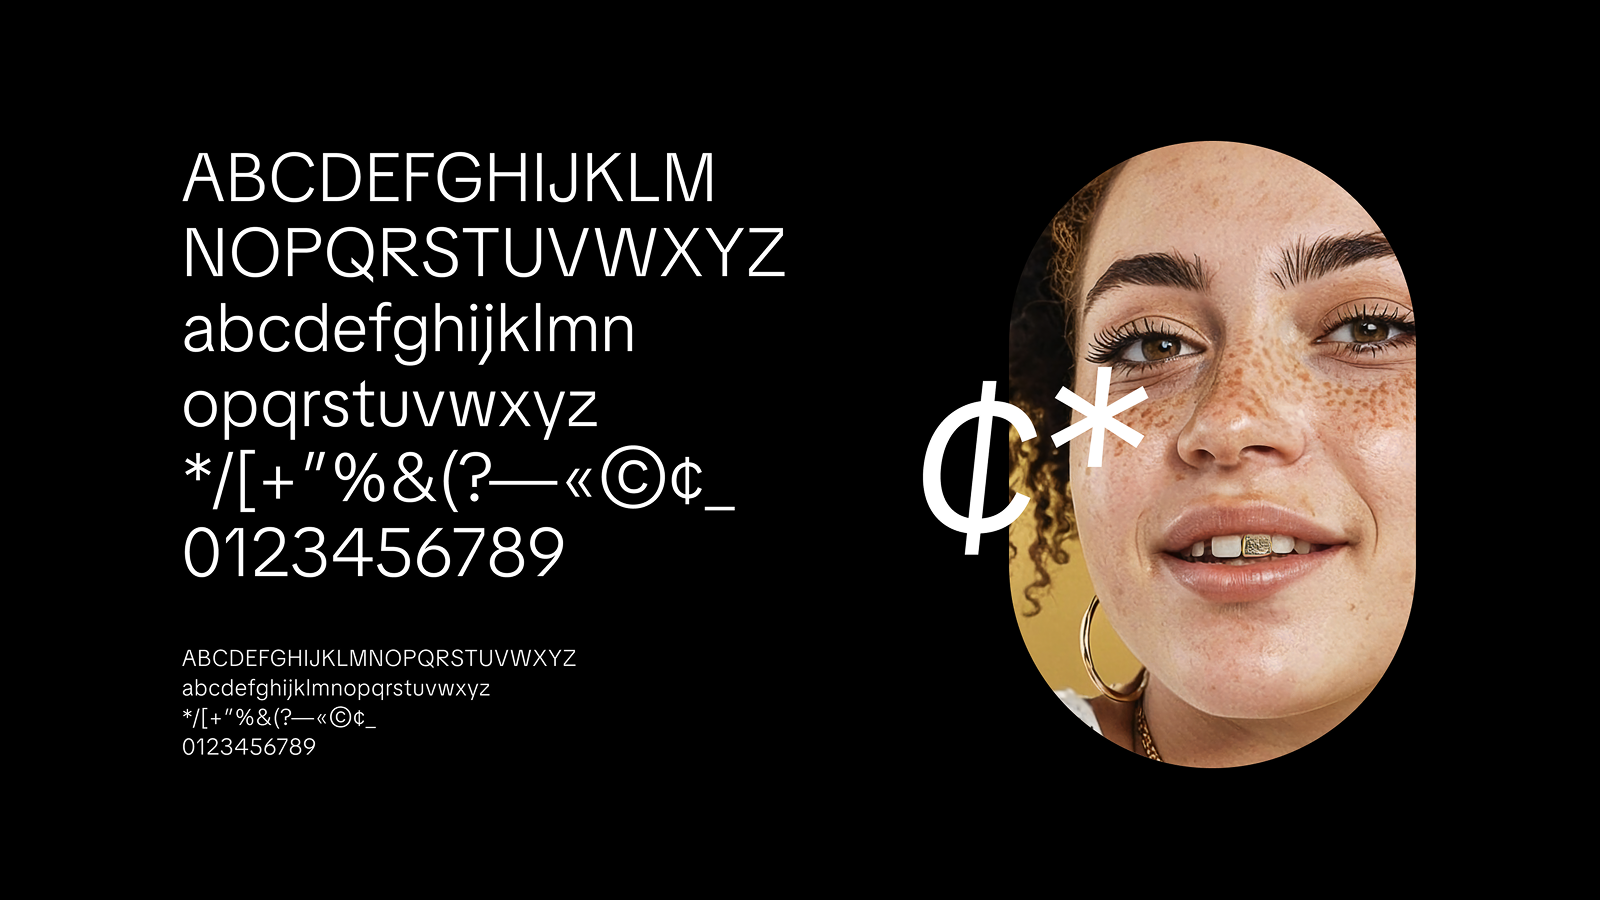 ABCDEFGHIJKLM
NOPQRSTUVWXYZ
abcdefghijklmn
opqrstuvwxyz
*/[+"%&(?—«©¢_
0123456789
ABCDEFGHIJKLMNOPQRSTUVWXYZ
abcdefghijklmnopqrstuvwxyz
*/[+"%&(?—«©¢_
0123456789
¢*